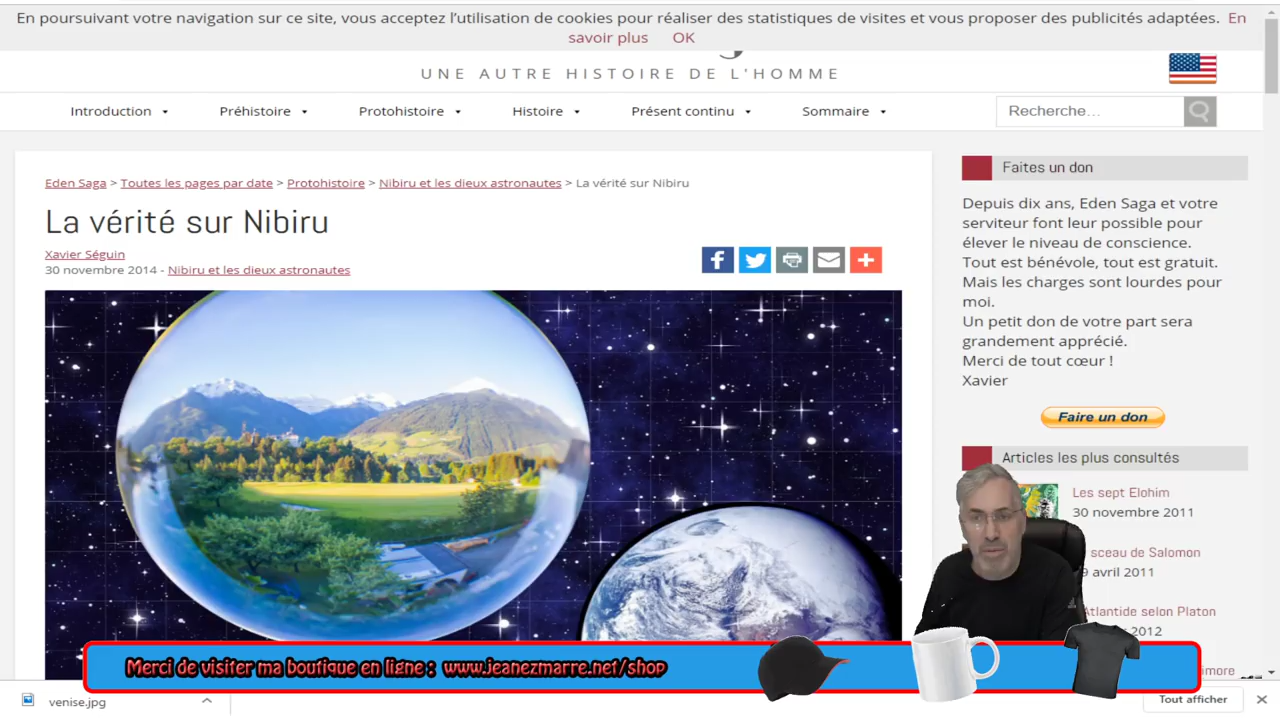 En poursuivant votre navigation sur ce site, vous acceptez l’utilisation de cookies pour réaliser des statistiques de visites et vous proposer des publicités adaptées. En
savoir plus OK
UNE AUTRE HISTOIRE DE L'HOMME
Introduction Préhistoire Protohistoire Histoire Présent continu Sommaire Recherche...
Eden Saga > Toutes les pages par date > Protohistoire > Nibiru et les dieux astronautes > La vérité sur Nibiru
La vérité sur Nibiru
Xavier Séguin
30 novembre 2014 - Nibiru et les dieux astronautes
Faites un don
Depuis dix ans, Eden Saga et votre
serviteur font leur possible pour
élever le niveau de conscience.
Tout est bénévole, tout est gratuit.
Mais les charges sont lourdes pour
moi.
Un petit don de votre part sera
grandement apprécié.
Merci de tout cœur !
Xavier
Faire un don
Articles les plus consultés
Les sept Elohim
30 novembre 2011
sceau de Salomon
avril 2011
Atlantide selon Platon
2012
Merci de visiter ma boutique en ligne : www.jeanezmarre.net/shop
venise.jpg
Tout afficher